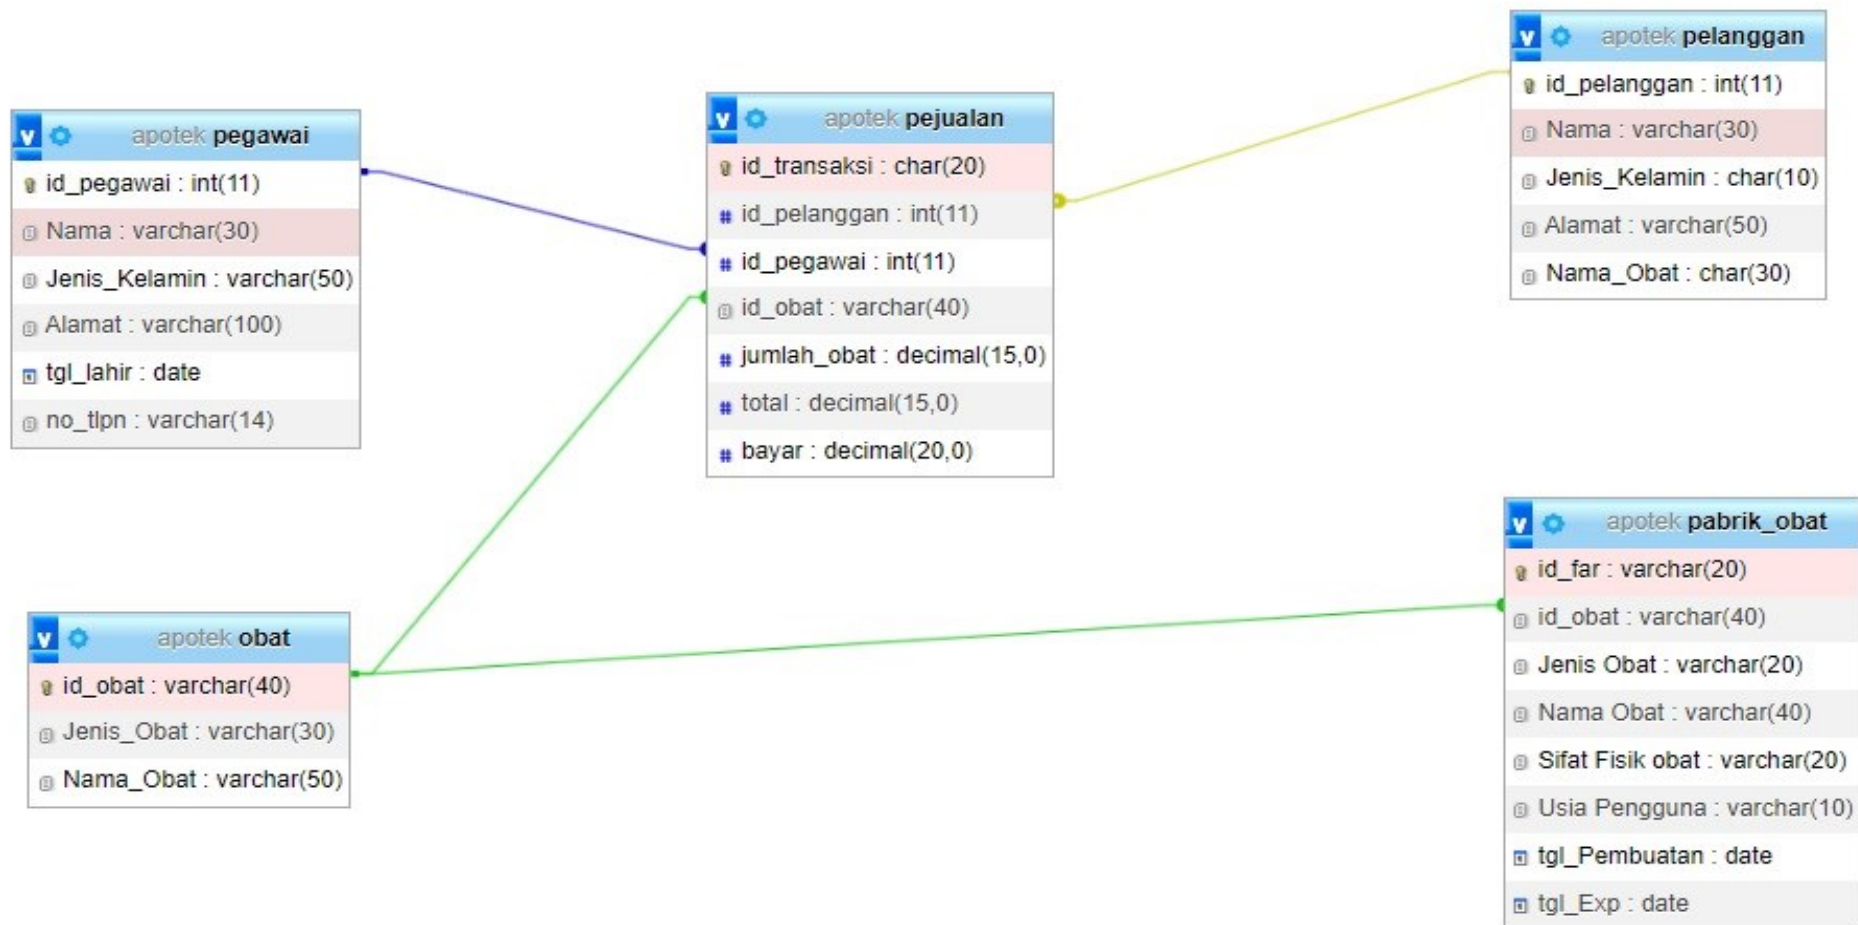 apotek pegawai
id_pegawai : int(11)
Nama : varchar(30)
Jenis_Kelamin : varchar(50)
Alamat : varchar(100)
tgl_lahir : date
no_tlpn : varchar(14)
apotek pejualan
id_transaksi : char(20)
id_pelanggan : int(11)
id_pegawai : int(11)
id_obat : varchar(40)
jumlah_obat : decimal(15,0)
total : decimal(15,0)
bayar : decimal(20,0)
apotek pelanggan
id_pelanggan : int(11)
Nama : varchar(30)
Jenis_Kelamin : char(10)
Alamat : varchar(50)
Nama_Obat : char(30)
apotek obat
id_obat : varchar(40)
Jenis_Obat : varchar(30)
Nama_Obat : varchar(50)
apotek pabrik_obat
id_far : varchar(20)
id_obat : varchar(40)
Jenis Obat : varchar(20)
Nama Obat : varchar(40)
Sifat Fisik obat : varchar(20)
Usia Pengguna : varchar(10)
tgl_Pembuatan : date
tgl_Exp : date